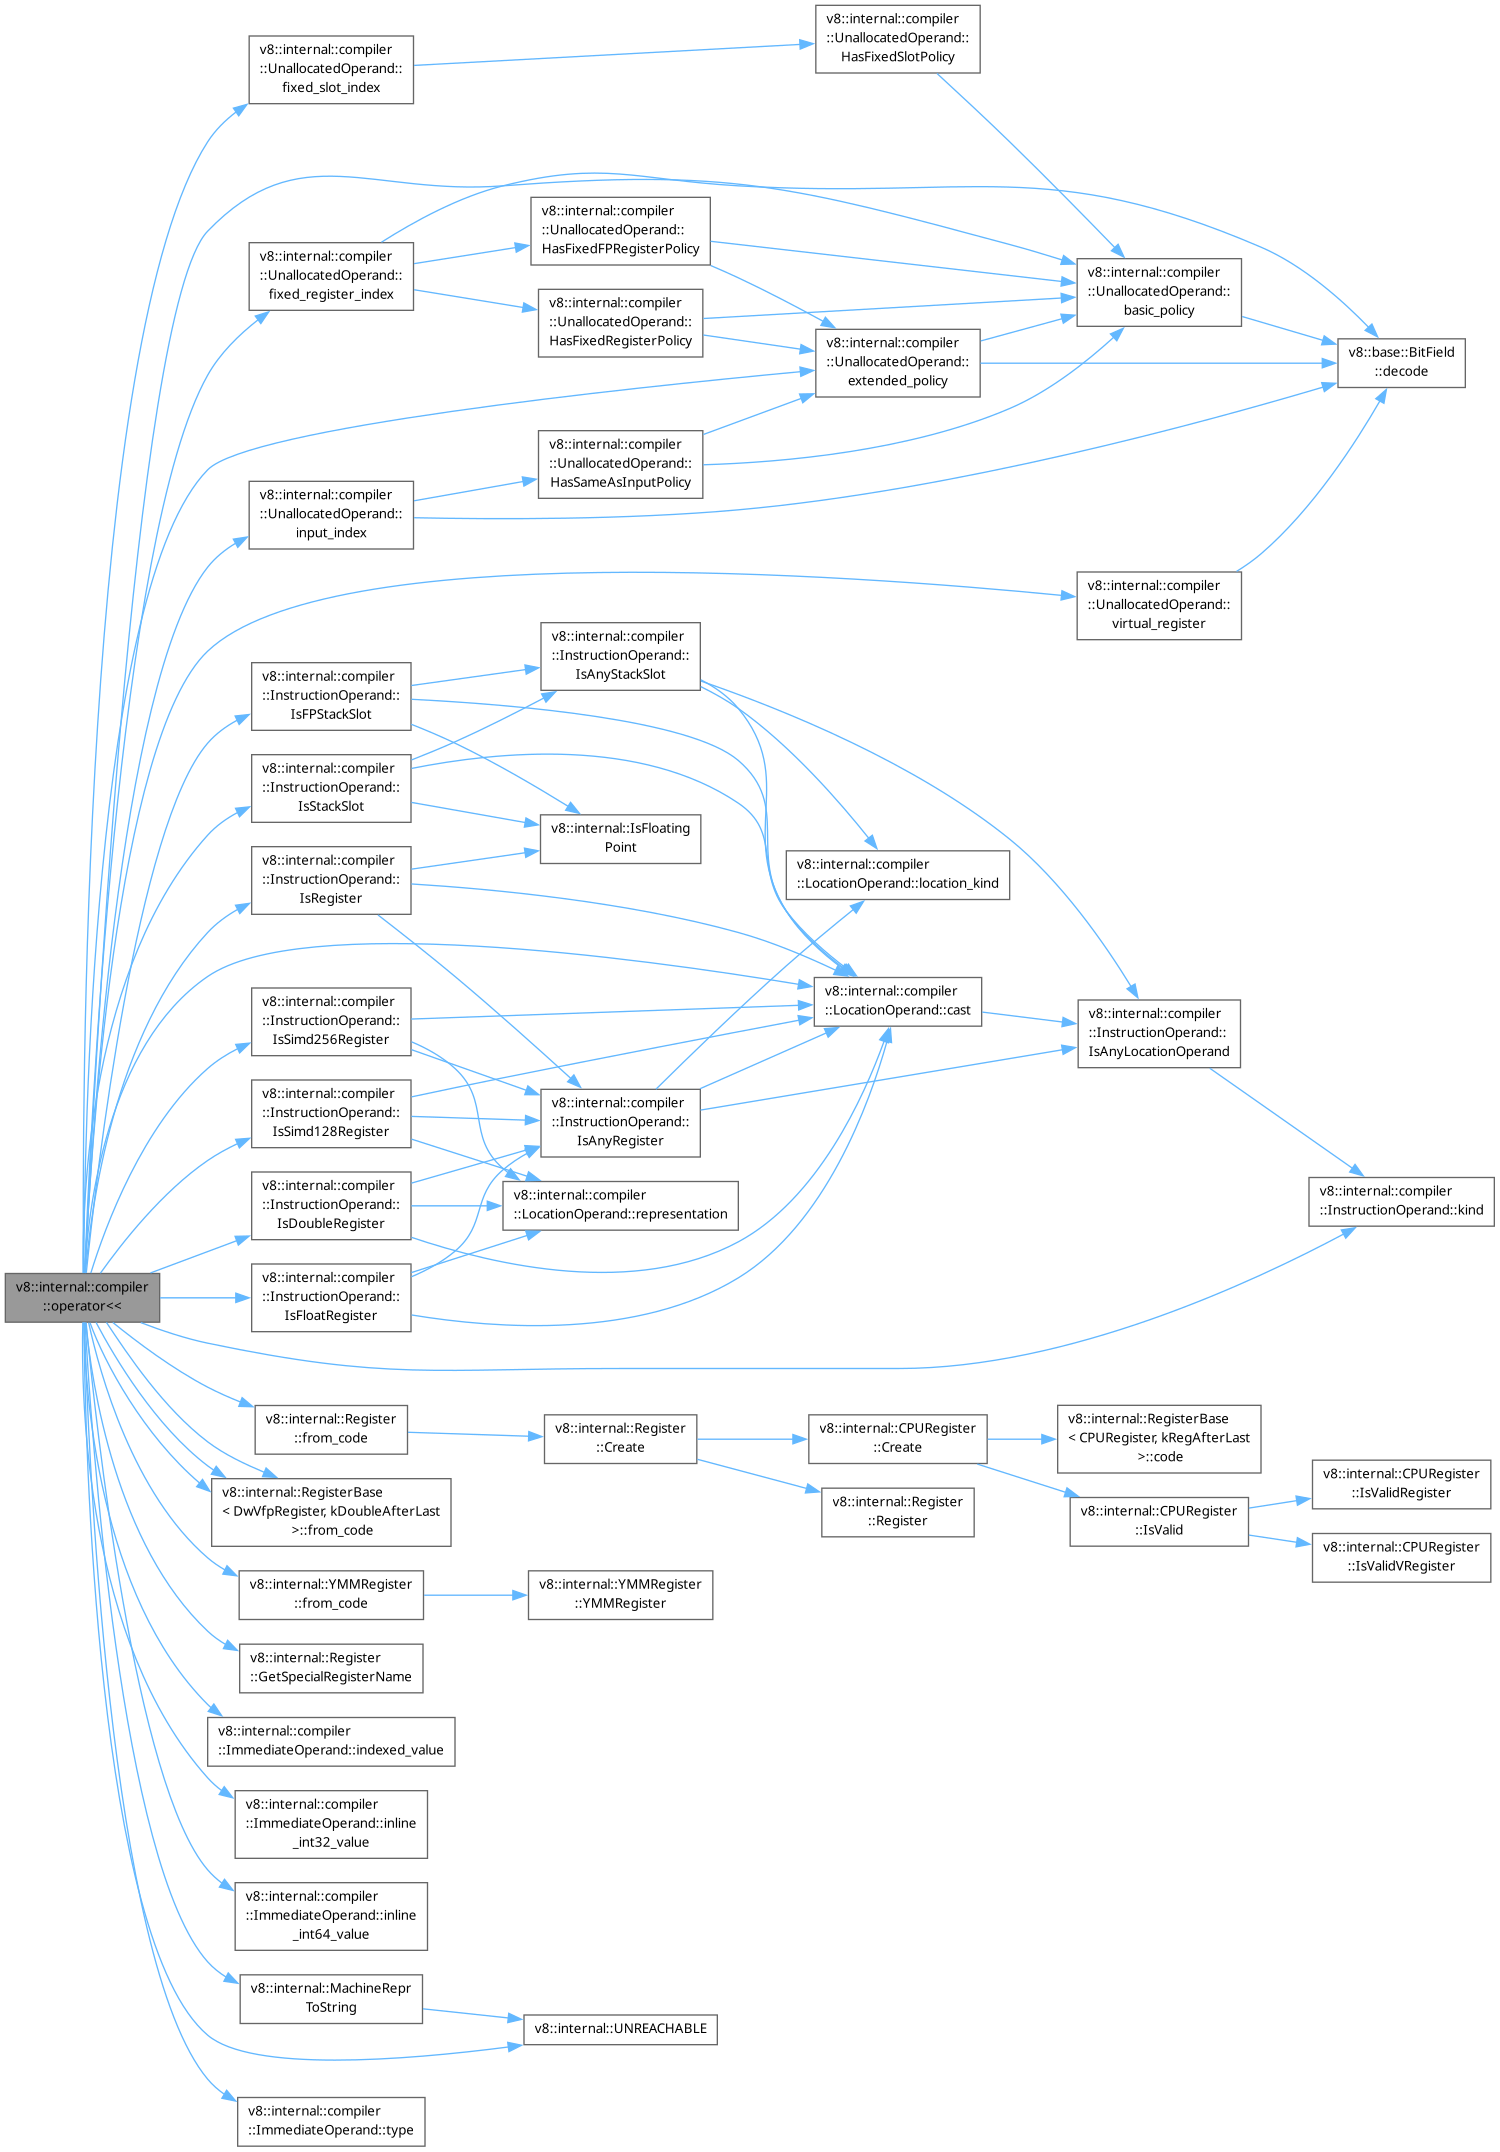 v8::internal::compiler
::UnallocatedOperand::
HasFixedSlotPolicy
v8::internal::compiler
::UnallocatedOperand::
fixed_slot_index
v8::internal::compiler
::UnallocatedOperand::
HasFixedFPRegisterPolicy
v8::internal::compiler
::UnallocatedOperand::
fixed_register_index
v8::internal::compiler
::UnallocatedOperand::
basic_policy
v8::internal::compiler
::UnallocatedOperand::
HasFixedRegisterPolicy
v8::internal::compiler
::UnallocatedOperand::
extended_policy
v8::base::BitField
::decode
v8::internal::compiler
::UnallocatedOperand::
HasSameAsInputPolicy
v8::internal::compiler
::UnallocatedOperand::
input_index
v8::internal::compiler
::UnallocatedOperand::
virtual_register
v8::internal::compiler
::InstructionOperand::
IsAnyStackSlot
v8::internal::compiler
::InstructionOperand::
IsFPStackSlot
v8::internal::compiler
::InstructionOperand::
IsStackSlot
v8::internal::IsFloating
Point
v8::internal::compiler
::InstructionOperand::
IsRegister
v8::internal::compiler
::LocationOperand::location_kind
v8::internal::compiler
::LocationOperand::cast
v8::internal::compiler
::InstructionOperand::
IsSimd256Register
v8::internal::compiler
::InstructionOperand::
IsAnyLocationOperand
v8::internal::compiler
::InstructionOperand::
IsSimd128Register
v8::internal::compiler
::InstructionOperand::
IsAnyRegister
v8::internal::compiler
::InstructionOperand::
IsDoubleRegister
v8::internal::compiler
::LocationOperand::representation
v8::internal::compiler
::InstructionOperand::kind
v8::internal::compiler
::InstructionOperand::
IsFloatRegister
v8::internal::compiler
::operator<<
v8::internal::Register
::from_code
v8::internal::Register
::Create
v8::internal::CPURegister
::Create
v8::internal::RegisterBase
< CPURegister, kRegAfterLast
>::code
v8::internal::CPURegister
::IsValidRegister
v8::internal::RegisterBase
< DwVfpRegister, kDoubleAfterLast
>::from_code
v8::internal::Register
::Register
v8::internal::CPURegister
::IsValid
v8::internal::CPURegister
::IsValidVRegister
v8::internal::YMMRegister
::from_code
v8::internal::YMMRegister
::YMMRegister
v8::internal::Register
::GetSpecialRegisterName
v8::internal::compiler
::ImmediateOperand::indexed_value
v8::internal::compiler
::ImmediateOperand::inline
_int32_value
v8::internal::compiler
::ImmediateOperand::inline
_int64_value
v8::internal::MachineRepr
ToString
v8::internal::UNREACHABLE
v8::internal::compiler
::ImmediateOperand::type